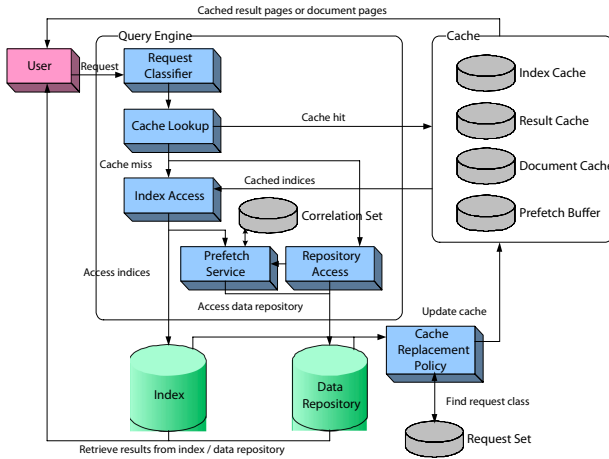 Cached result pages or document pages
Query Engine
Cache
User
Request
Request
Classifier
Index Cache
Cache Lookup
Cache hit
Result Cache
Cache miss
Document Cache
Index Access
Cached indices
Correlation Set
Prefetch Buffer
Prefetch
Service
Repository
Access
Access indices
Access data repository
Update cache
Cache
Replacement
Policy
Index
Data
Repository
Find request class
Request Set
Retrieve results from index / data repository